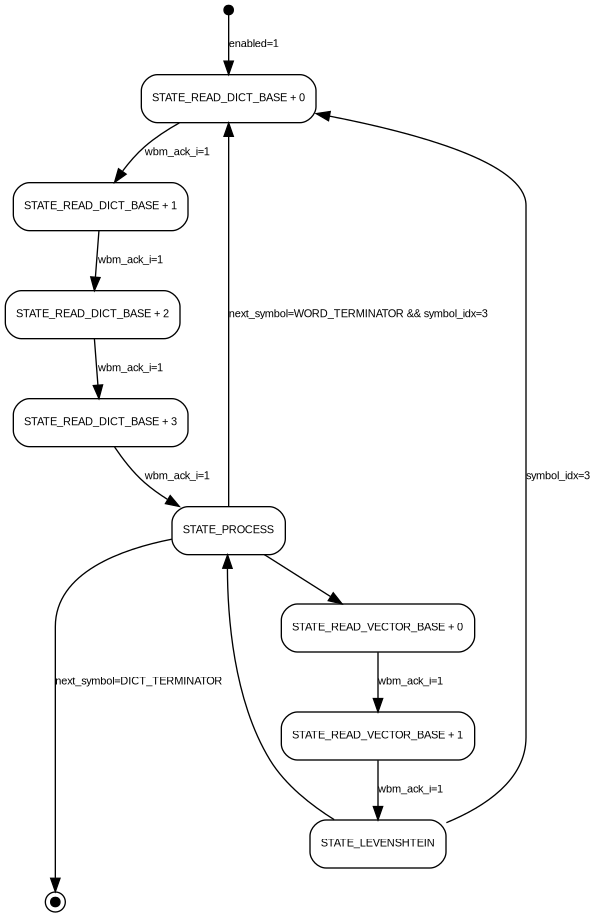 enabled=1
STATE_READ_DICT_BASE + 0
wbm_ack_i=1
STATE_READ_DICT_BASE + 1
wbm_ack_i=1
STATE_READ_DICT_BASE + 2
next_symbol=WORD_TERMINATOR && symbol_idx=3
wbm_ack_i=1
STATE_READ_DICT_BASE + 3
wbm_ack_i=1
symbol_idx=3
STATE_PROCESS
STATE_READ_VECTOR_BASE + 0
next_symbol=DICT_TERMINATOR
wbm_ack_i=1
STATE_READ_VECTOR_BASE + 1
wbm_ack_i=1
STATE_LEVENSHTEIN